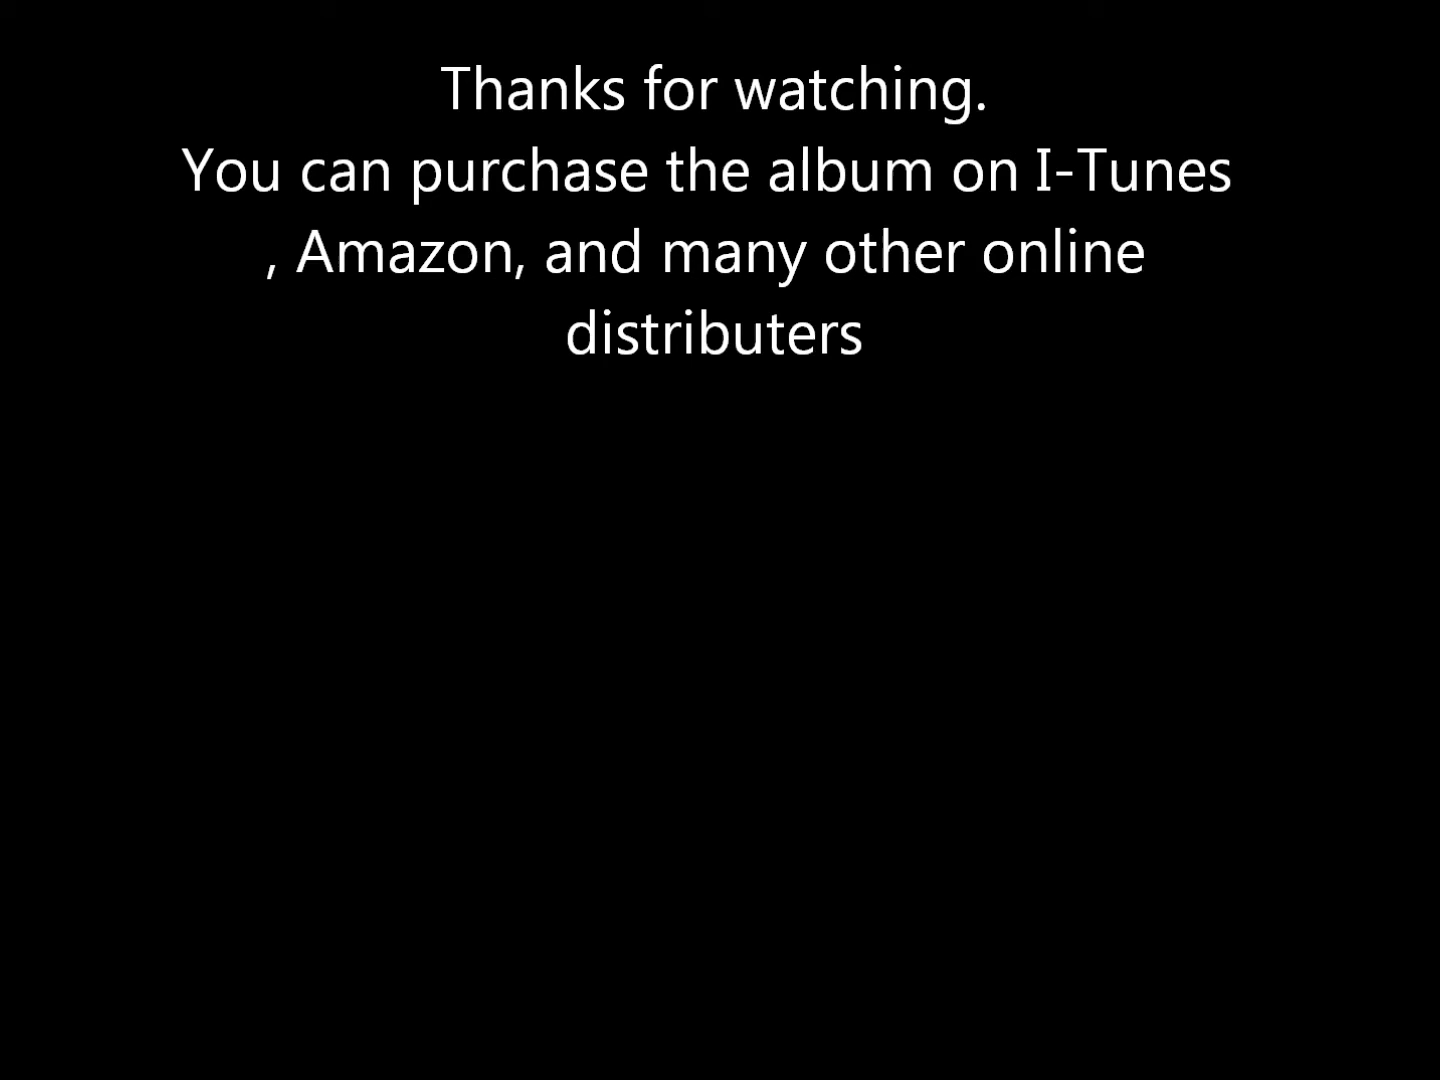 Thanks for watching.
You can purchase the album on I-Tunes
, Amazon, and many other online
distributers